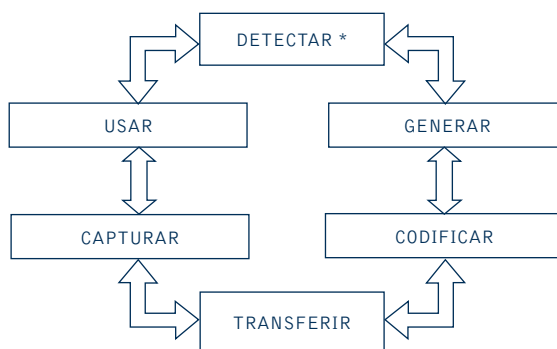 DETECTAR *
USAR
GENERAR
CAPTURAR
CODIFICAR
TRANSFERIR